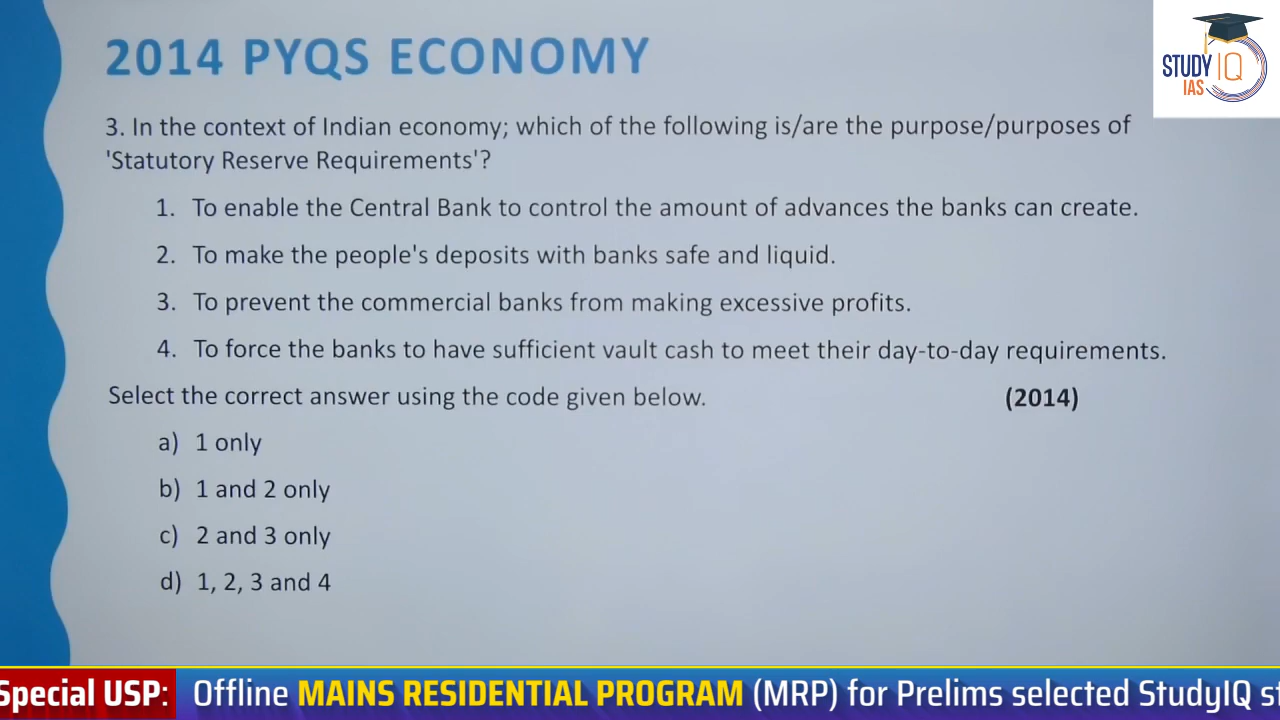 2014 PYQS ECONOMY
STUDY IQ
IAS
3. In the context of Indian economy; which of the following is/are the purpose/purposes of
'Statutory Reserve Requirements'?
1. To enable the Central Bank to control the amount of advances the banks can create.
2. To make the people's deposits with banks safe and liquid.
3. To prevent the commercial banks from making excessive profits.
4. To force the banks to have sufficient vault cash to meet their day-to-day requirements.
Select the correct answer using the code given below. (2014)
a) 1 only
b) 1 and 2 only
c) 2 and 3 only
d) 1, 2, 3 and 4
Special USP: Offline MAINS RESIDENTIAL PROGRAM (MRP) for Prelims selected StudyIQ st